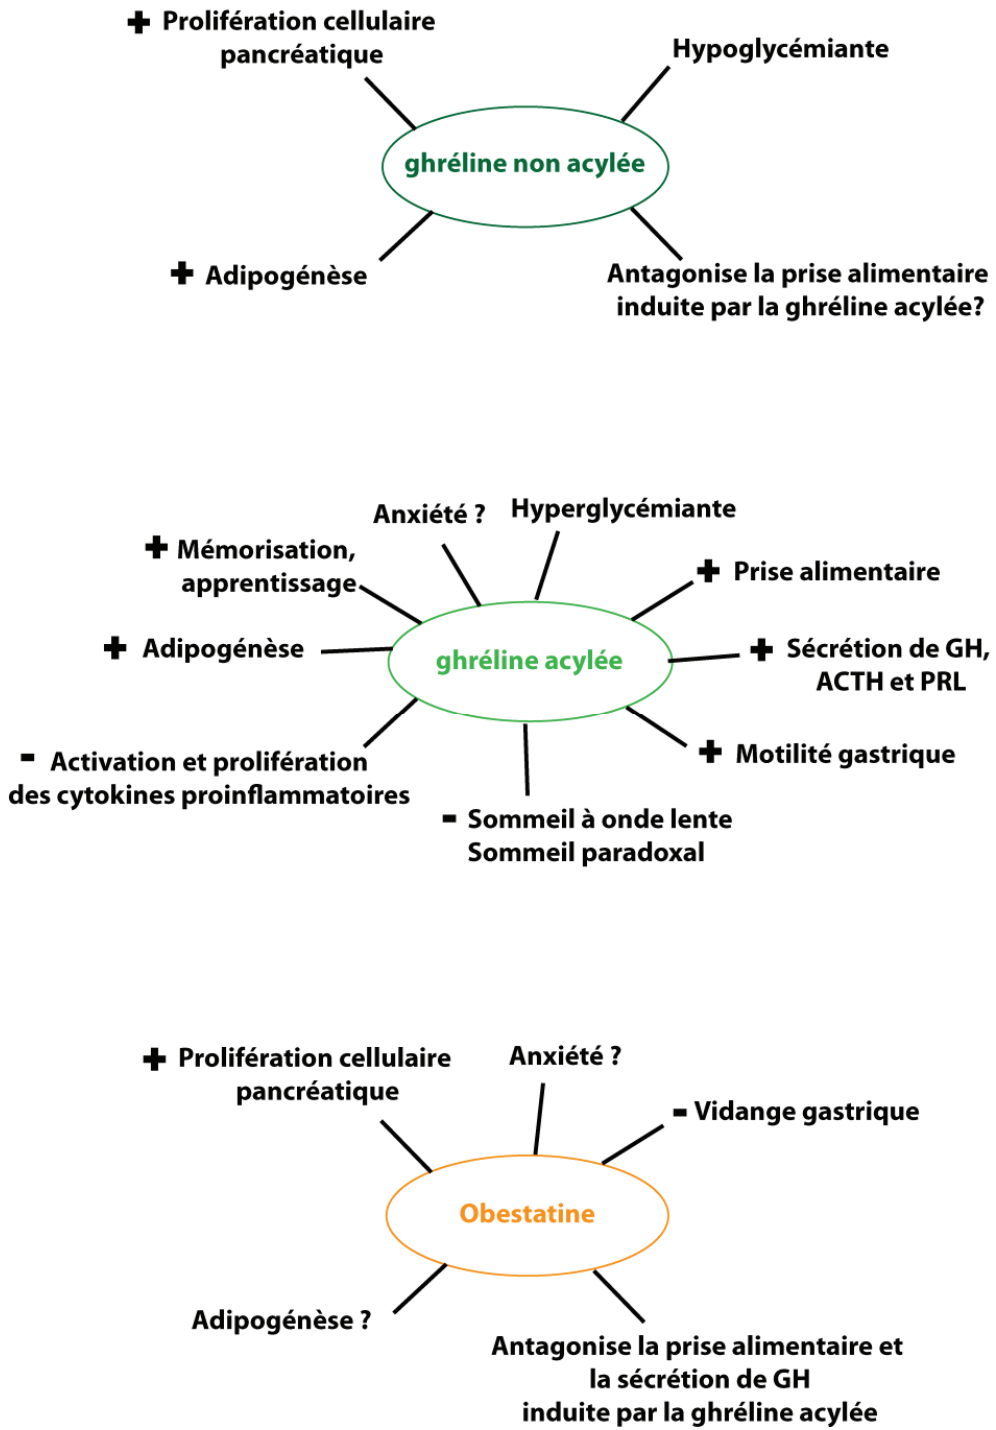 + Prolifération cellulaire
pancréatique
Hypoglycémiante
ghréline non acylée
+ Adipogénèse
Antagonise la prise alimentaire
induite par la ghréline acylée?
Anxiété ?
Hyperglycémiante
+ Mémorisation,
apprentissage
+ Prise alimentaire
+ Adipogénèse
ghréline acylée
+ Sécrétion de GH,
ACTH et PRL
- Activation et prolifération
des cytokines proinflammatoires
+ Motilité gastrique
- Sommeil à onde lente
Sommeil paradoxal
+ Prolifération cellulaire
pancréatique
Anxiété ?
- Vidange gastrique
Obestatine
Adipogénèse ?
Antagonise la prise alimentaire et
la sécrétion de GH
induite par la ghréline acylée